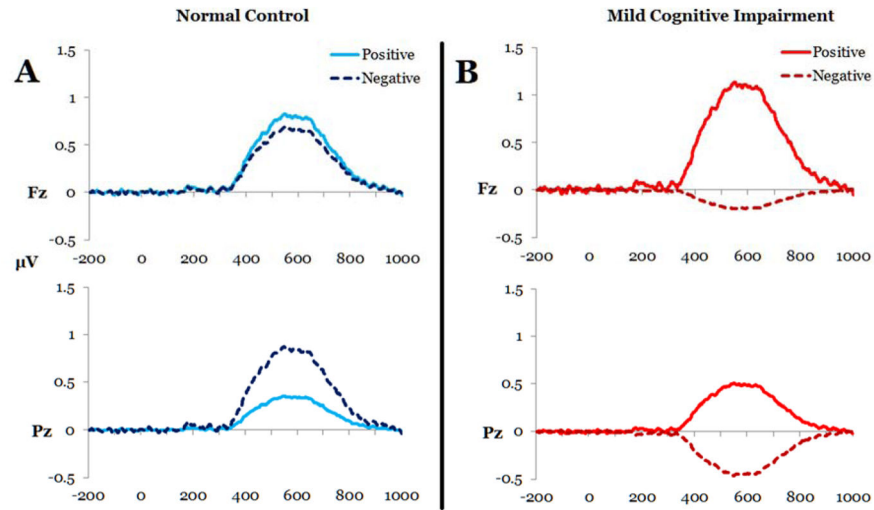 Normal Control
A
Positive
Negative
1.5
1
0.5
Fz 0
-0.5
-200 0 200 400 600 800 1000
μV
1.5
1
0.5
Pz 0
-0.5
-200 0 200 400 600 800 1000
Mild Cognitive Impairment
B
Positive
Negative
1.5
1
0.5
Fz 0
-0.5
-200 0 200 400 600 800 1000
1.5
1
0.5
Pz 0
-0.5
-200 0 200 400 600 800 1000